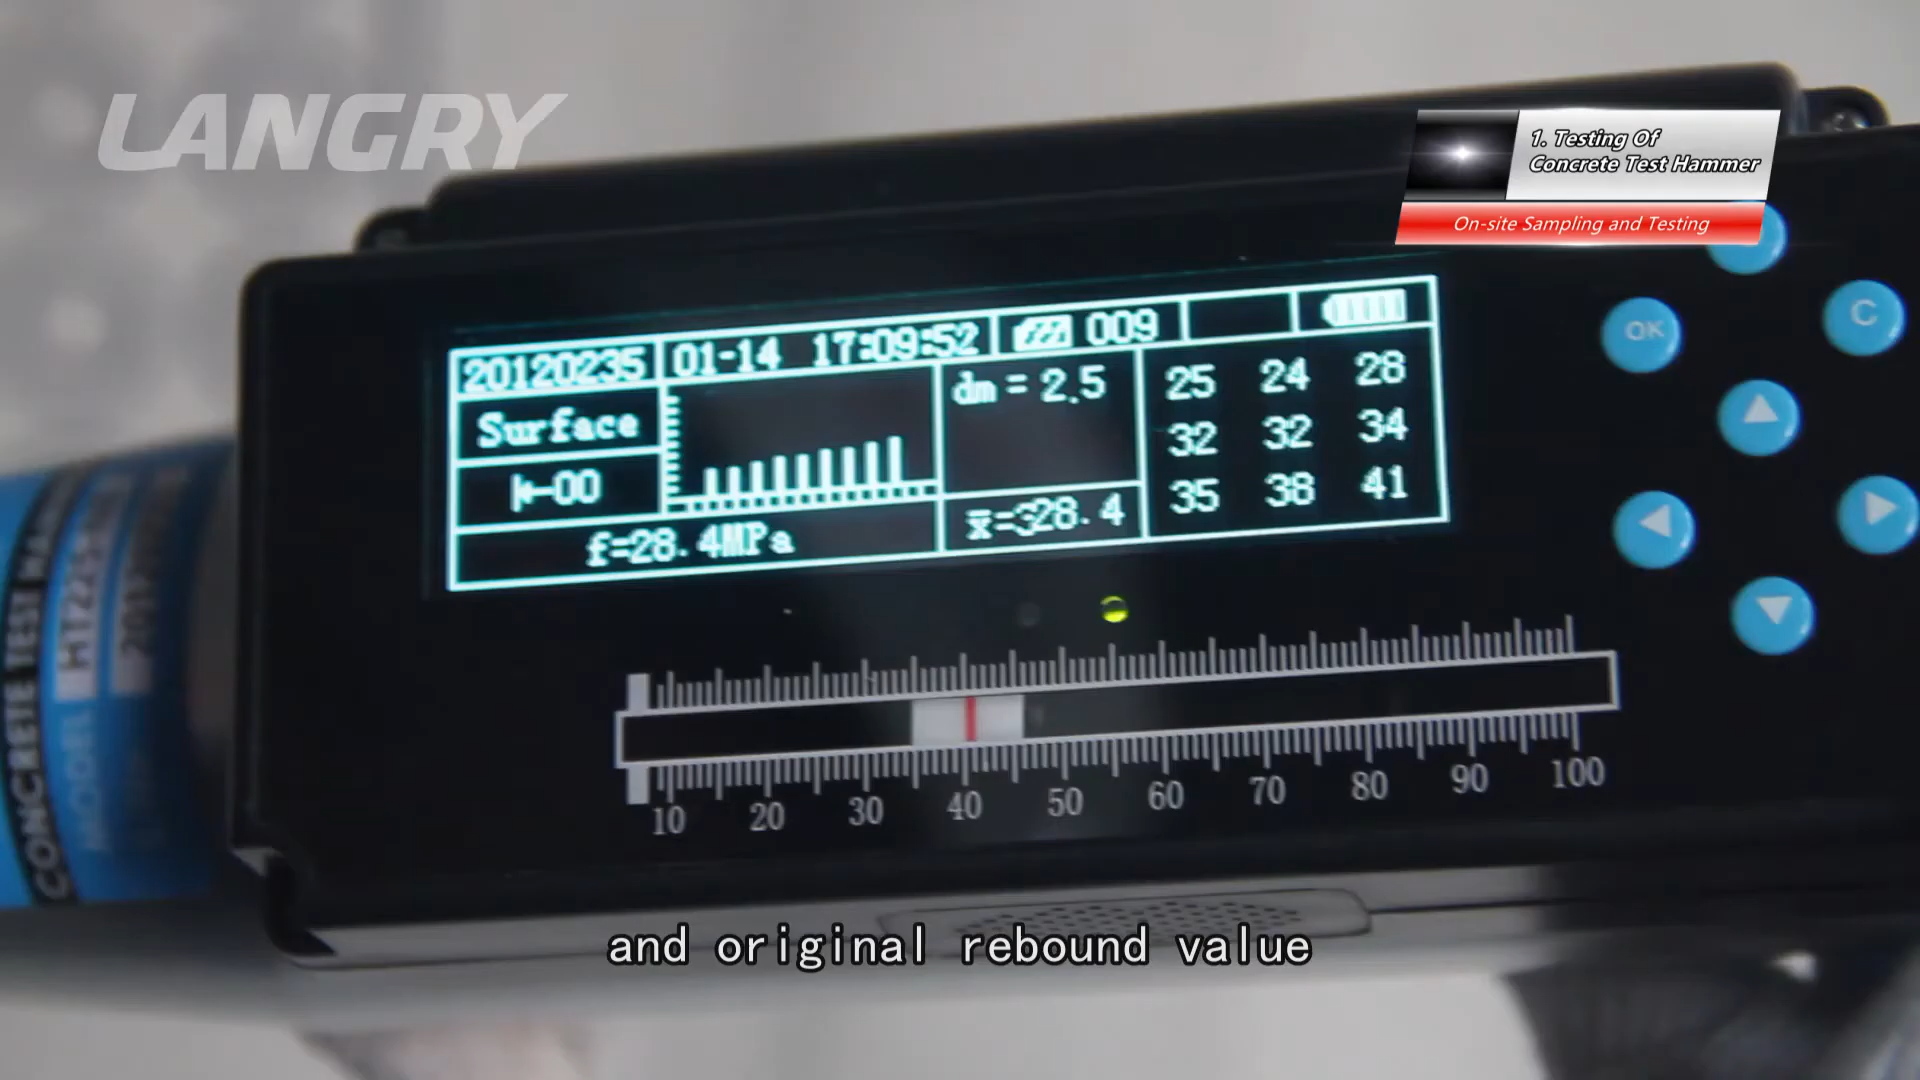 LANGRY
1. Testing Of
Concrete Test Hammer
On-site Sampling and Testing
20120235 01-14 17:09:52 009
Surface
00
f=28.4MPa
dm = 2.5
25 24 28
32 32 34
35 38 41
OK
C
10 20 30 40 50 60 70 80 90 100
CONCRETE TEST
MODEL
and original rebound value